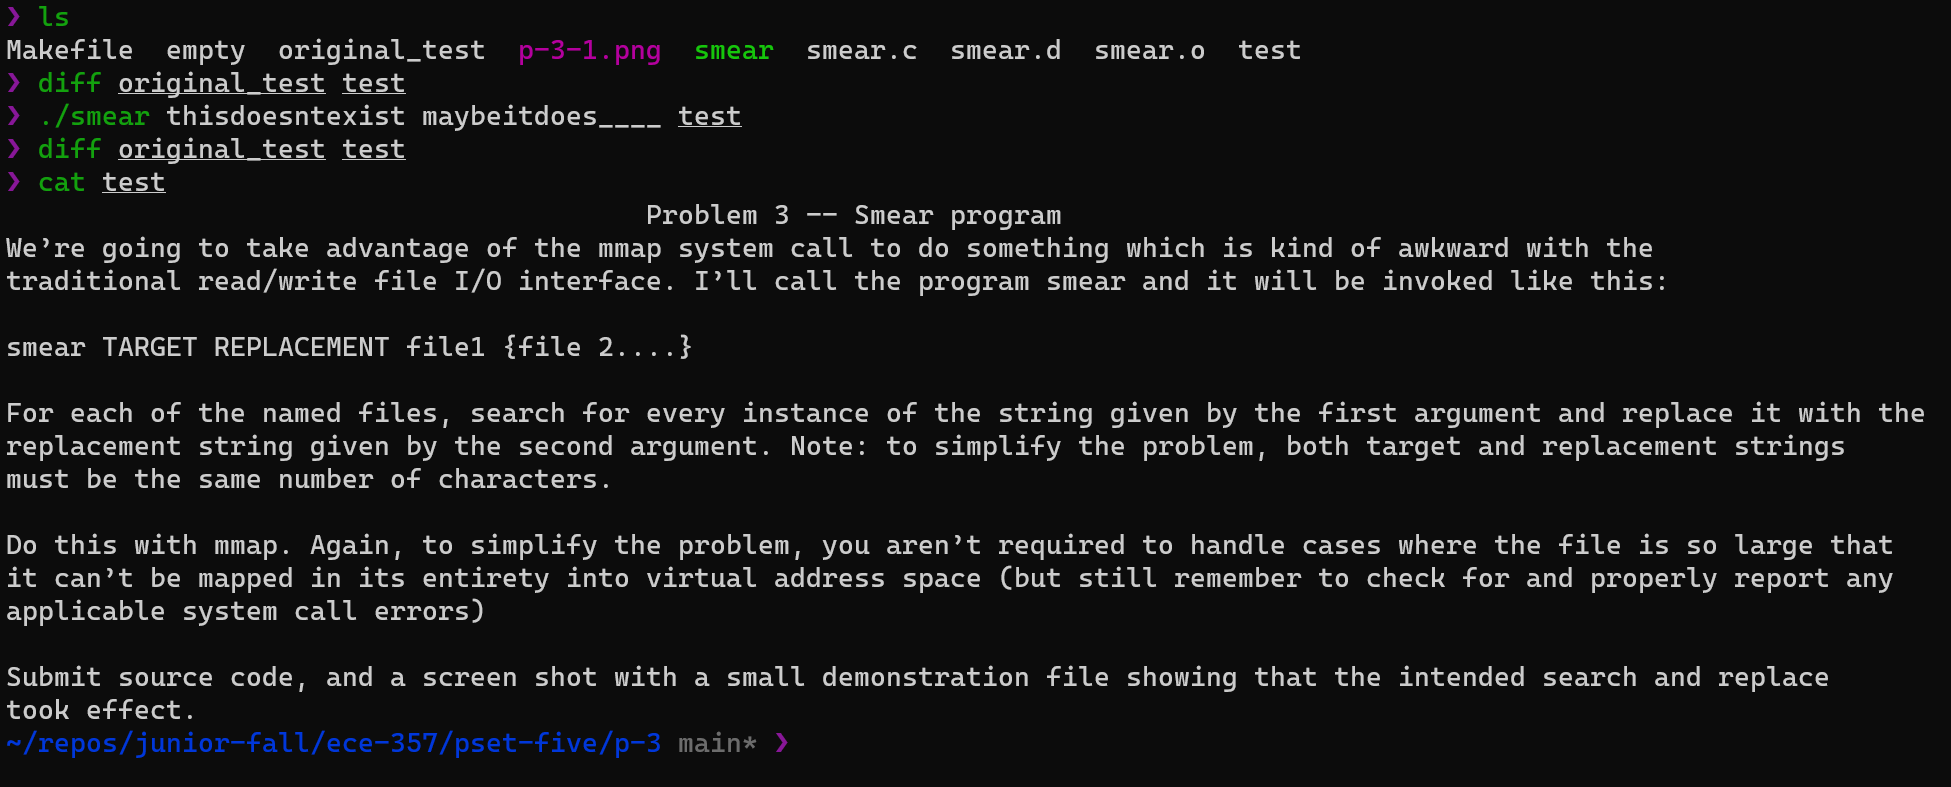 ❯ ls
Makefile  empty  original_test  p-3-1.png  smear  smear.c  smear.d  smear.o  test
❯ diff original_test test
❯ ./smear thisdoesntexist maybeitdoes____ test
❯ diff original_test test
❯ cat test
Problem 3 -- Smear program
We’re going to take advantage of the mmap system call to do something which is kind of awkward with the
traditional read/write file I/O interface. I’ll call the program smear and it will be invoked like this:
smear TARGET REPLACEMENT file1 {file 2....}
For each of the named files, search for every instance of the string given by the first argument and replace it with the
replacement string given by the second argument. Note: to simplify the problem, both target and replacement strings
must be the same number of characters.
Do this with mmap. Again, to simplify the problem, you aren’t required to handle cases where the file is so large that
it can’t be mapped in its entirety into virtual address space (but still remember to check for and properly report any
applicable system call errors)
Submit source code, and a screen shot with a small demonstration file showing that the intended search and replace
took effect.
~/repos/junior-fall/ece-357/pset-five/p-3 main* ❯